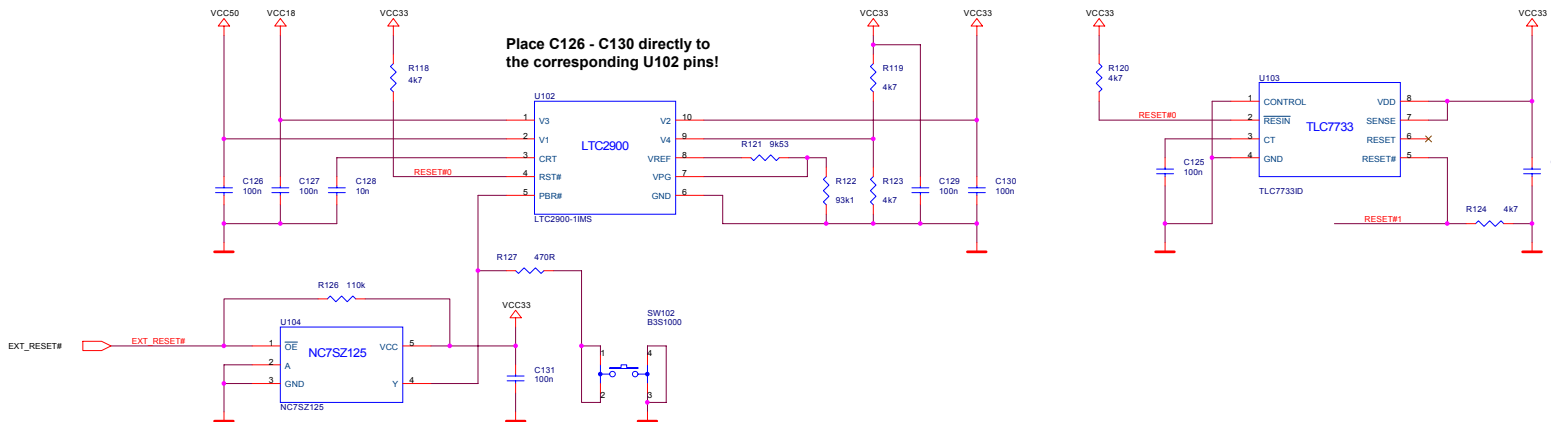 VCC50
VCC18
VCC33
VCC33
VCC33
VCC33
VCC33
Place C126 - C130 directly to
the corresponding U102 pins!
R118
4k7
R119
4k7
R120
4k7
U102
LTC2900
1 V3
2 V1
3 CRT
4 RST#
5 PBR#
V2 10
V4 9
VREF 8
VPG 7
GND 6
LTC2900-1IMS
RESET#0
R121 9k53
R122
93k1
R123
4k7
C126
100n
C127
100n
C128
10n
C129
100n
C130
100n
U103
TLC7733
1 CONTROL
2 RESIN
3 CT
4 GND
VDD 8
SENSE 7
RESET 6
RESET# 5
TLC7733ID
RESET#0
C125
100n
RESET#1
R124 4k7
R127 470R
R126 110k
VCC33
SW102
B3S1000
1
2
4
3
U104
NC7SZ125
1 OE
2 A
3 GND
VCC 5
Y 4
NC7SZ125
EXT_RESET#
EXT_RESET#
C131
100n